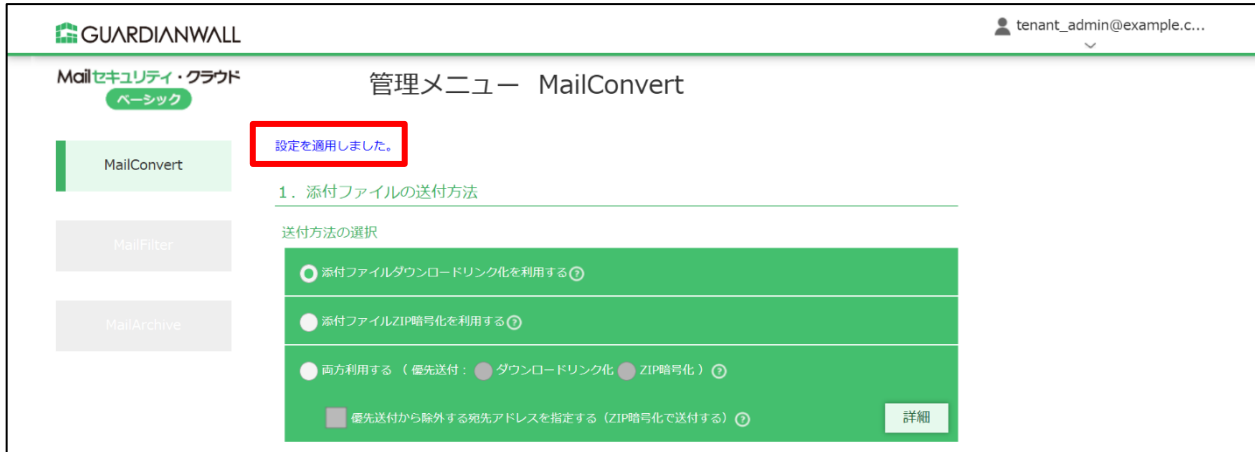 GUARDIANWALL
tenant_admin@example.c...
Mailセキュリティ・クラウド
ベーシック
管理メニュー MailConvert
設定を適用しました。
MailConvert
1. 添付ファイルの送付方法
MailFilter
送付方法の選択
添付ファイルダウンロードリンク化を利用する?
MailArchive
添付ファイルZIP暗号化を利用する?
両方利用する ( 優先送付 : ダウンロードリンク化 ZIP暗号化 ) ?
優先送付から除外する宛先アドレスを指定する(ZIP暗号化で送付する) ?
詳細